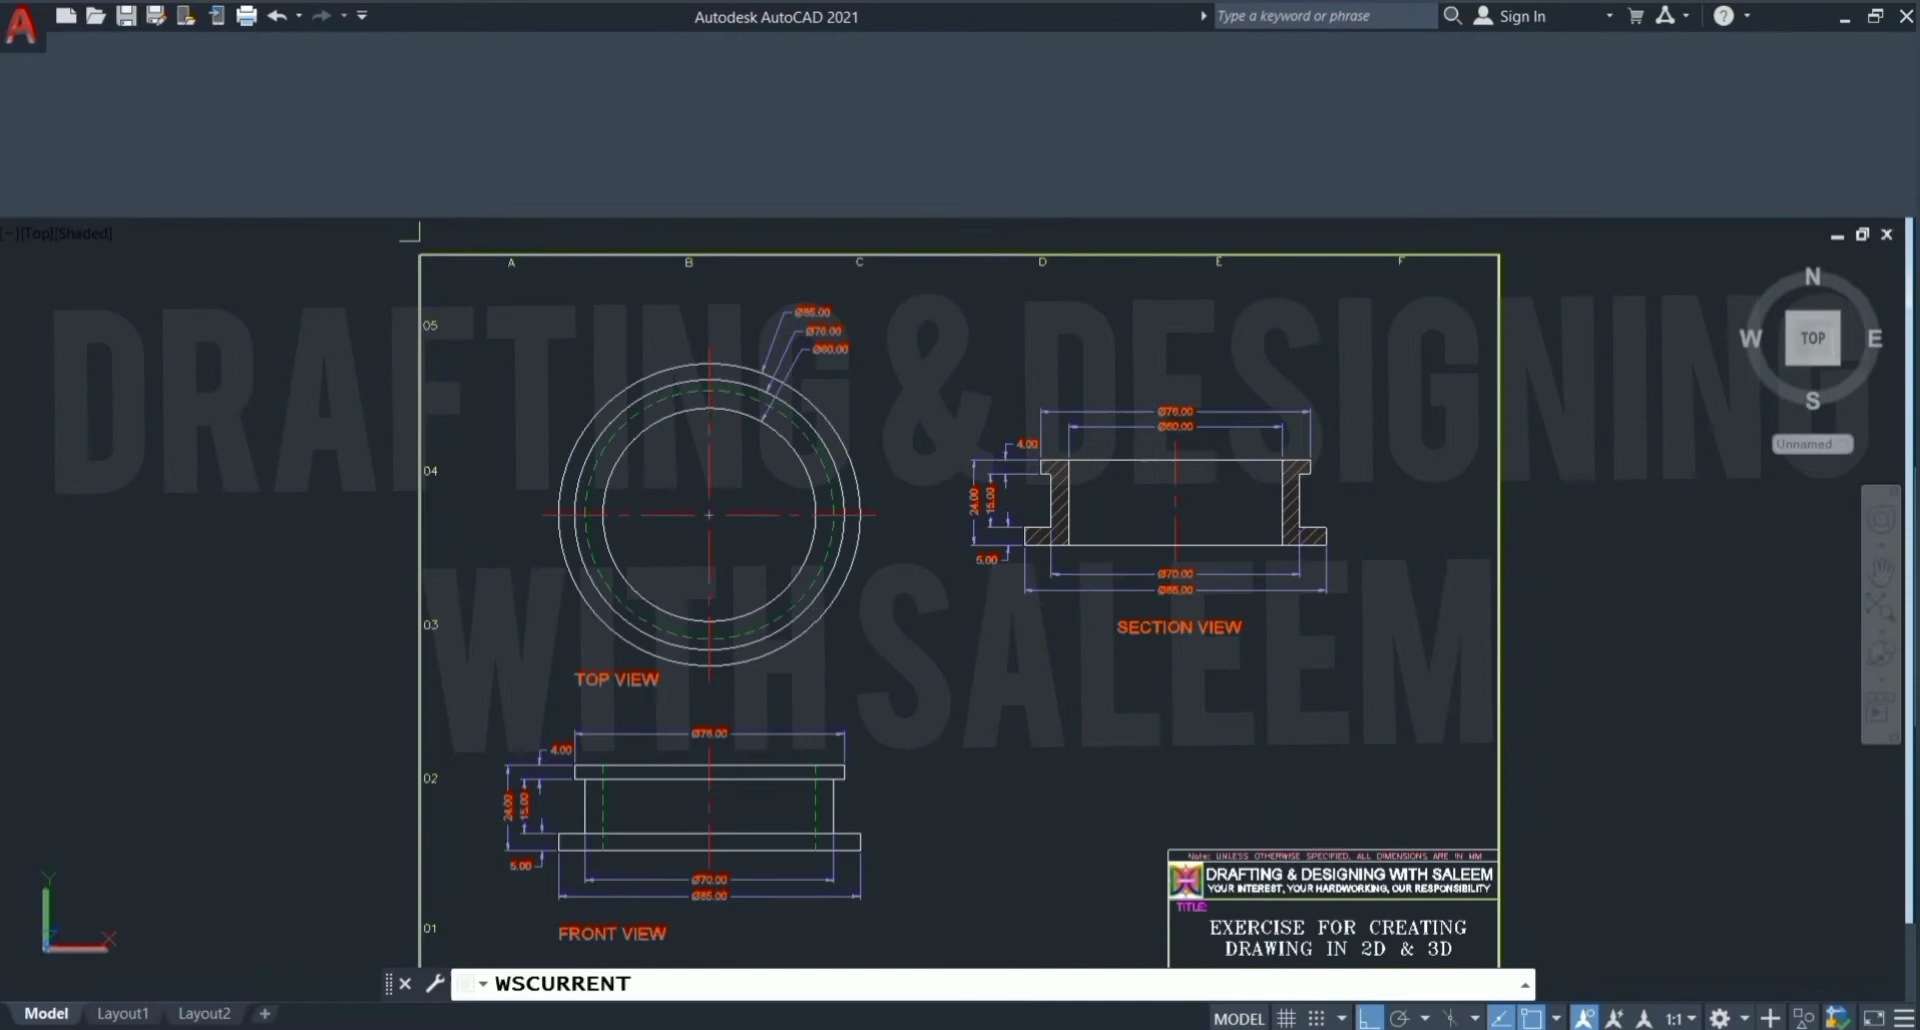 Autodesk AutoCAD 2021
Type a keyword or phrase
Sign In
[−][Top][Shaded]
A B C D E F
05
04
03
02
01
DRAFTING & DESIGNING
WITH SALEEM
N
W TOP E
S
Unnamed
Ø85.00
Ø76.00
Ø60.00
TOP VIEW
Ø76.00
Ø60.00
4.00
24.00
15.00
5.00
Ø70.00
Ø85.00
SECTION VIEW
Ø76.00
4.00
24.00
15.00
5.00
Ø70.00
Ø85.00
FRONT VIEW
Note: UNLESS OTHERWISE SPECIFIED, ALL DIMENSIONS ARE IN MM
DRAFTING & DESIGNING WITH SALEEM
YOUR INTEREST, YOUR HARDWORKING, OUR RESPONSIBILITY
TITLE:
EXERCISE FOR CREATING
DRAWING IN 2D & 3D
Y
X
WSCURRENT
Model Layout1 Layout2 +
MODEL 1:1